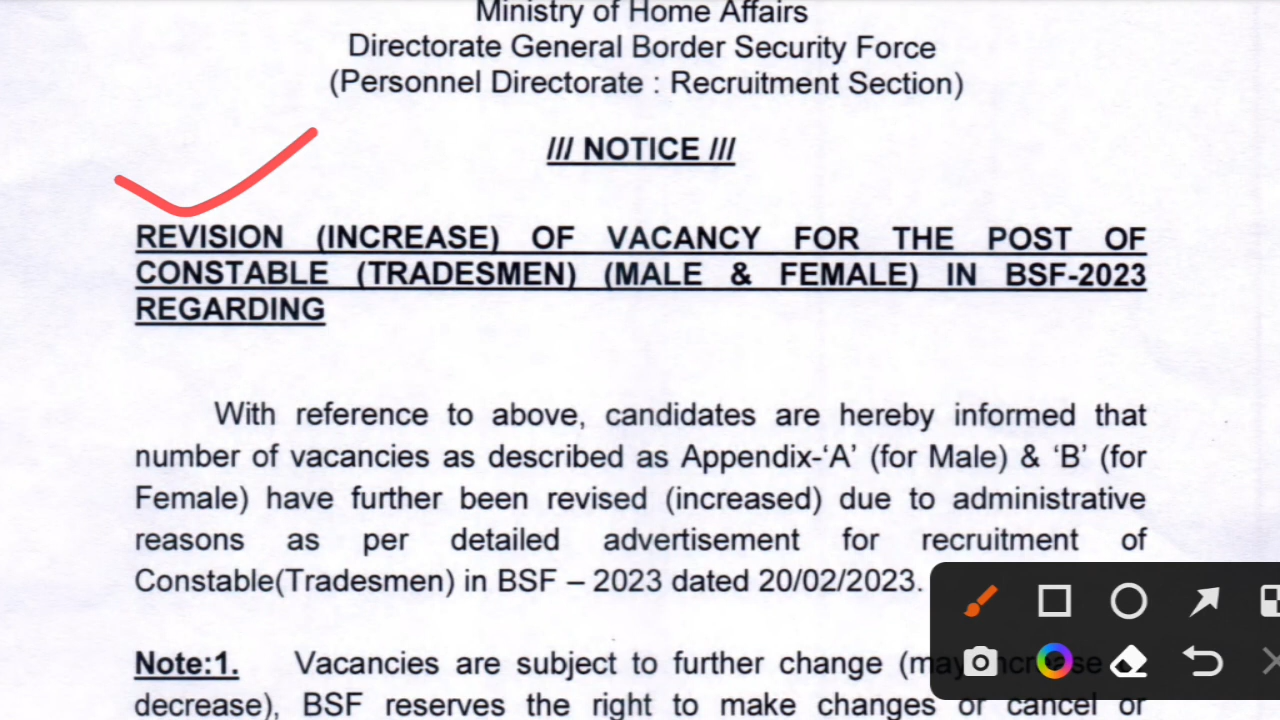 Ministry of Home Affairs
Directorate General Border Security Force
(Personnel Directorate : Recruitment Section)
/// NOTICE ///
REVISION (INCREASE) OF VACANCY FOR THE POST OF
CONSTABLE (TRADESMEN) (MALE & FEMALE) IN BSF-2023
REGARDING
With reference to above, candidates are hereby informed that
number of vacancies as described as Appendix-‘A’ (for Male) & ‘B’ (for
Female) have further been revised (increased) due to administrative
reasons as per detailed advertisement for recruitment of
Constable(Tradesmen) in BSF – 2023 dated 20/02/2023.
Note:1. Vacancies are subject to further change (may increase
decrease), BSF reserves the right to make changes or cancel or